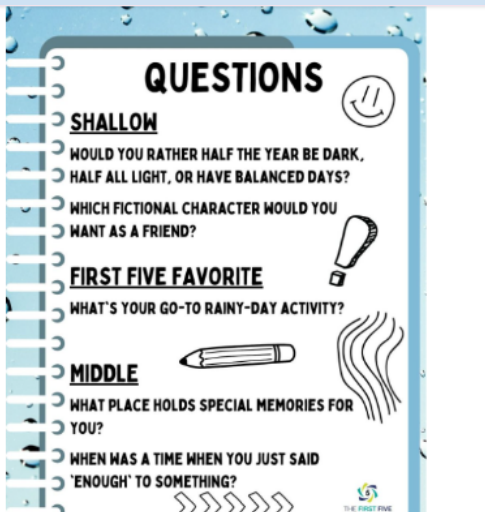 QUESTIONS
SHALLOW
WOULD YOU RATHER HALF THE YEAR BE DARK,
HALF ALL LIGHT, OR HAVE BALANCED DAYS?
WHICH FICTIONAL CHARACTER WOULD YOU
WANT AS A FRIEND?
FIRST FIVE FAVORITE
WHAT'S YOUR GO-TO RAINY-DAY ACTIVITY?
MIDDLE
WHAT PLACE HOLDS SPECIAL MEMORIES FOR
YOU?
WHEN WAS A TIME WHEN YOU JUST SAID
'ENOUGH' TO SOMETHING?
THE FIRST FIVE